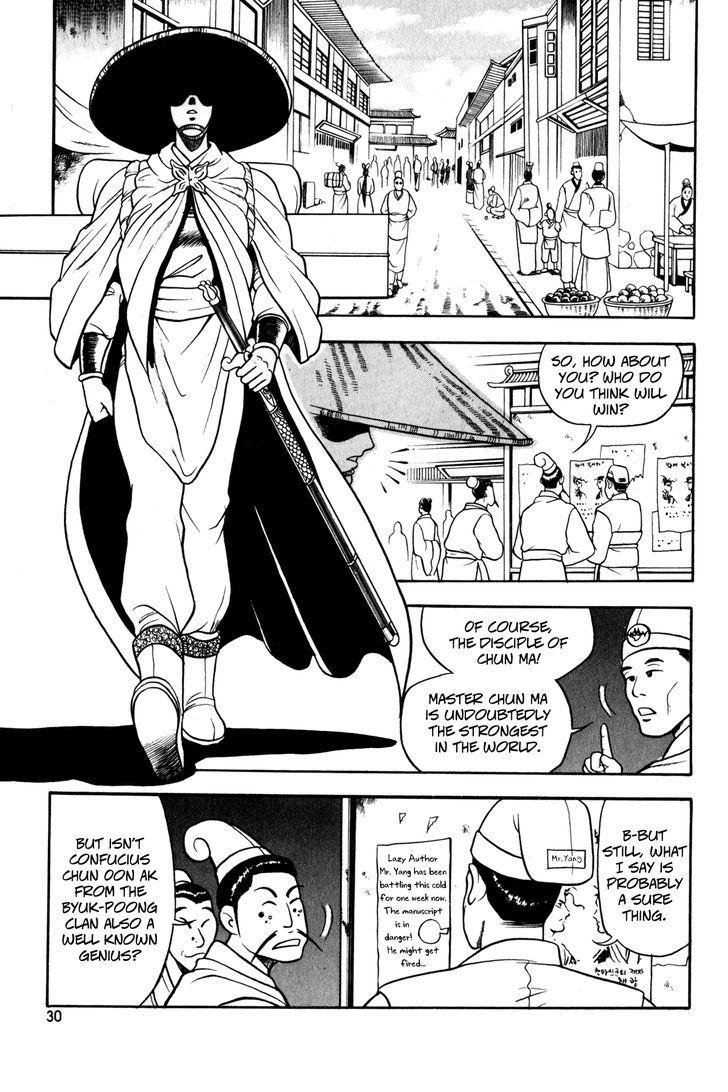 SO, HOW ABOUT
YOU? WHO DO
YOU THINK WILL
WIN?
OF COURSE,
THE DISCIPLE OF
CHUN MA!
MASTER CHUN MA
IS UNDOUBTEDLY
THE STRONGEST
IN THE WORLD.
B-BUT
STILL, WHAT
I SAY IS
PROBABLY
A SURE
THING.
Mr. Yang
Lazy Author
Mr. Yang has been
battling this cold
for one week now.
The manuscript
is in
danger!
He might
get
fired...
BUT ISN'T
CONFUCIUS
CHUN OON AK
FROM THE
BYUK-POONG
CLAN ALSO A
WELL KNOWN
GENIUS?
30